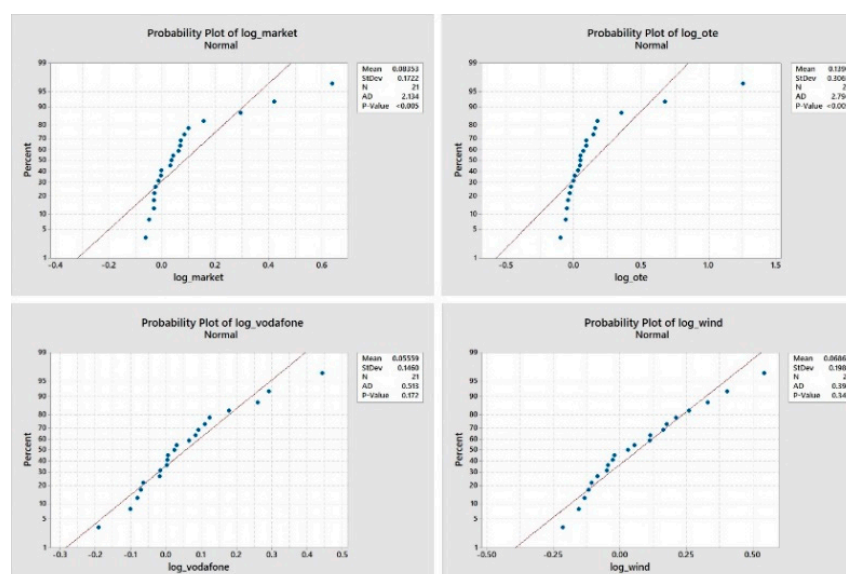 Probability Plot of log_market
Normal
99
95
90
80
70
60
50
40
30
20
10
5
1
Percent
-0.4
-0.2
0.0
0.2
0.4
0.6
log_market
Mean 0.08353
StDev 0.1722
N 21
AD 2.134
P-Value <0.005
Probability Plot of log_ote
Normal
99
95
90
80
70
60
50
40
30
20
10
5
1
Percent
-0.5
0.0
0.5
1.0
1.5
log_ote
Mean
StDev
N
AD
P-Value
Probability Plot of log_vodafone
Normal
99
95
90
80
70
60
50
40
30
20
10
5
1
Percent
-0.3
-0.2
-0.1
0.0
0.1
0.2
0.3
0.4
0.5
log_vodafone
Mean 0.05559
StDev 0.1460
N 21
AD 0.513
P-Value 0.172
Probability Plot of log_wind
Normal
99
95
90
80
70
60
50
40
30
20
10
5
1
Percent
-0.50
-0.25
0.00
0.25
0.50
log_wind
Mean
StDev
N
AD
P-Value